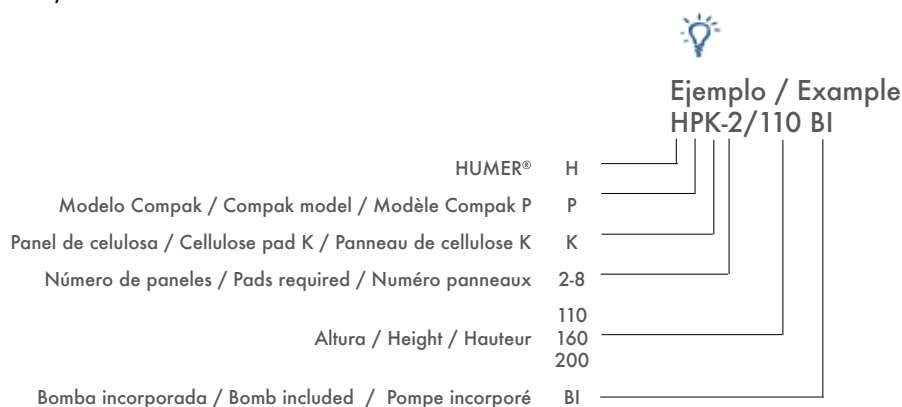 Ejemplo / Example
HPK-2/110 BI
HUMER® H
Modelo Compak / Compak model / Modèle Compak P P
Panel de celulosa / Cellulose pad K / Panneau de cellulose K K
Número de paneles / Pads required / Numéro panneaux 2-8
110
Altura / Height / Hauteur 160
200
Bomba incorporada / Bomb included / Pompe incorporé BI